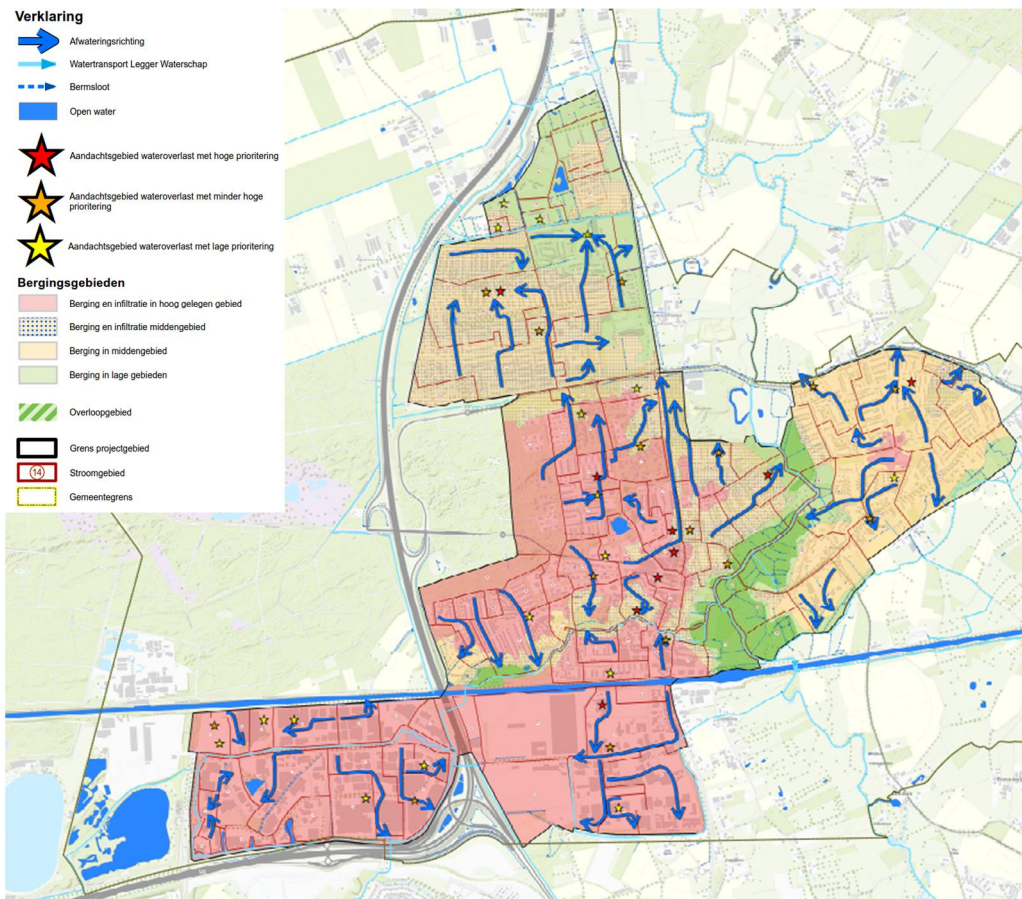 Verklaring
Afwateringsrichting
Watertransport Legger Waterschap
Bermsloot
Open water
Aandachtsgebied wateroverlast met hoge prioritering
Aandachtsgebied wateroverlast met minder hoge
prioritering
Aandachtsgebied wateroverlast met lage prioritering
Bergingsgebieden
Berging en infiltratie in hoog gelegen gebied
Berging en infiltratie middengebied
Berging in middengebied
Berging in lage gebieden
Overloopgebied
Grens projectgebied
14
Stroomgebied
Gemeentegrens